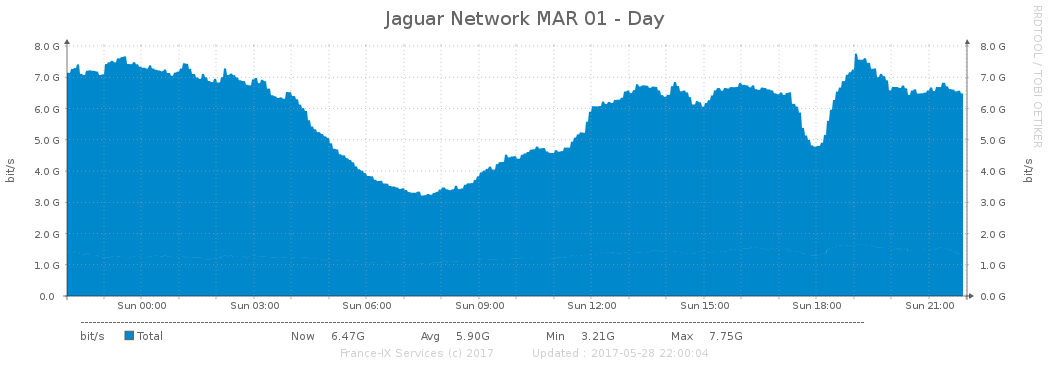 Jaguar Network MAR 01 - Day
RRDTOOL / TOBI OETIKER
8.0 G 8.0 G
7.0 G 7.0 G
6.0 G 6.0 G
5.0 G 5.0 G
4.0 G 4.0 G
3.0 G 3.0 G
2.0 G 2.0 G
1.0 G 1.0 G
0.0 0.0 G
bit/s bit/s
Sun 00:00 Sun 03:00 Sun 06:00 Sun 09:00 Sun 12:00 Sun 15:00 Sun 18:00 Sun 21:00
bit/s Total Now 6.47G Avg 5.90G Min 3.21G Max 7.75G
France-IX Services (c) 2017 Updated : 2017-05-28 22:00:04